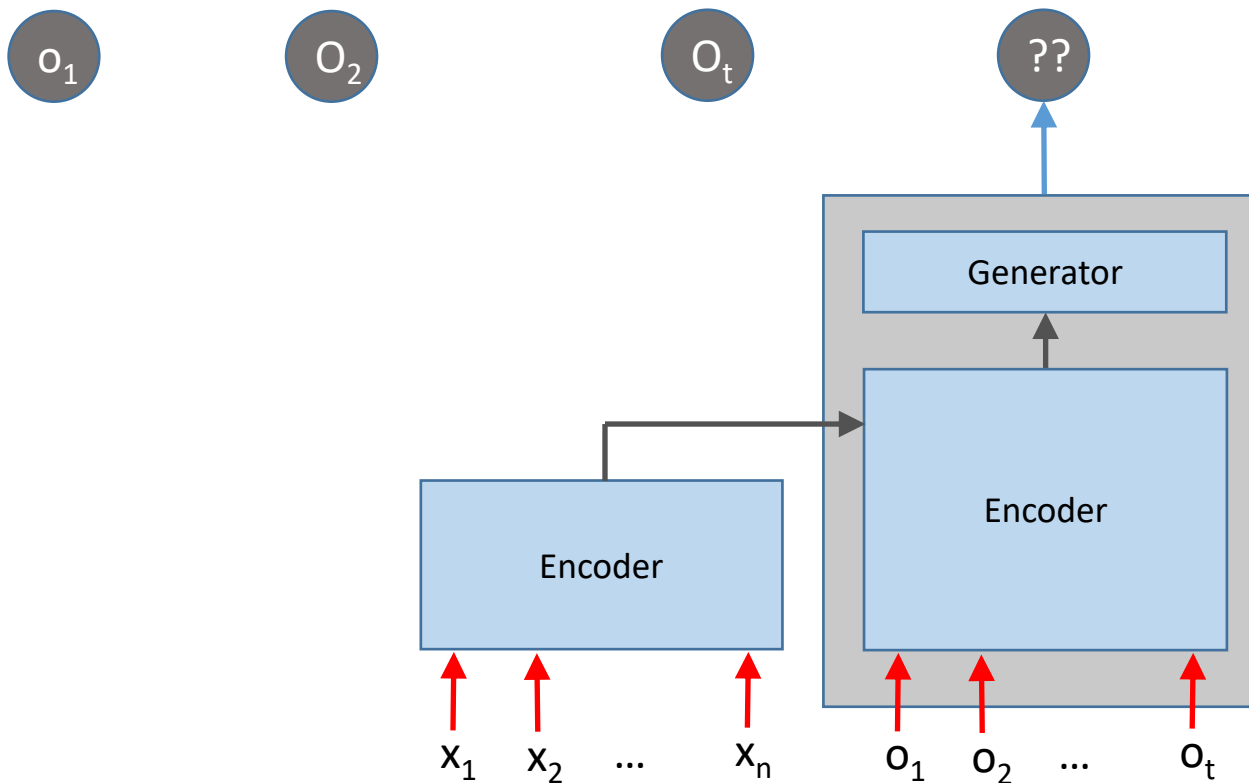 o₁ O₂ Oₜ ??
Generator
Encoder
Encoder
x₁ x₂ ... xₙ o₁ o₂ ... oₜ